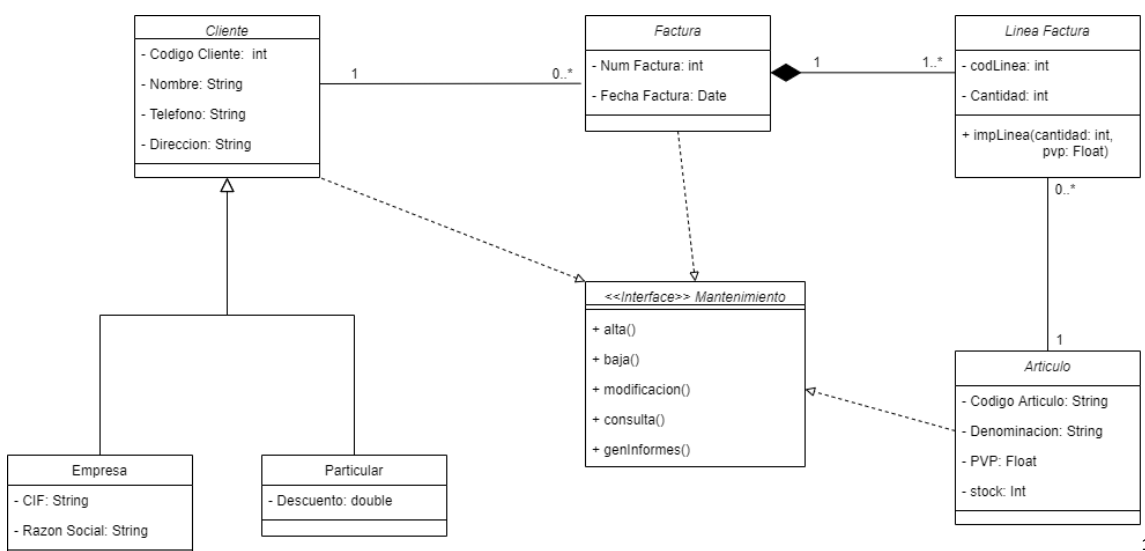 Cliente
- Codigo Cliente:  int
- Nombre: String
- Telefono: String
- Direccion: String
1
0..*
Factura
- Num Factura: int
- Fecha Factura: Date
1
1..*
Linea Factura
- codLinea: int
- Cantidad: int
+ impLinea(cantidad: int,
pvp: Float)
0..*
1
<<Interface>> Mantenimiento
+ alta()
+ baja()
+ modificacion()
+ consulta()
+ genInformes()
Articulo
- Codigo Articulo: String
- Denominacion: String
- PVP: Float
- stock: Int
Empresa
- CIF: String
- Razon Social: String
Particular
- Descuento: double